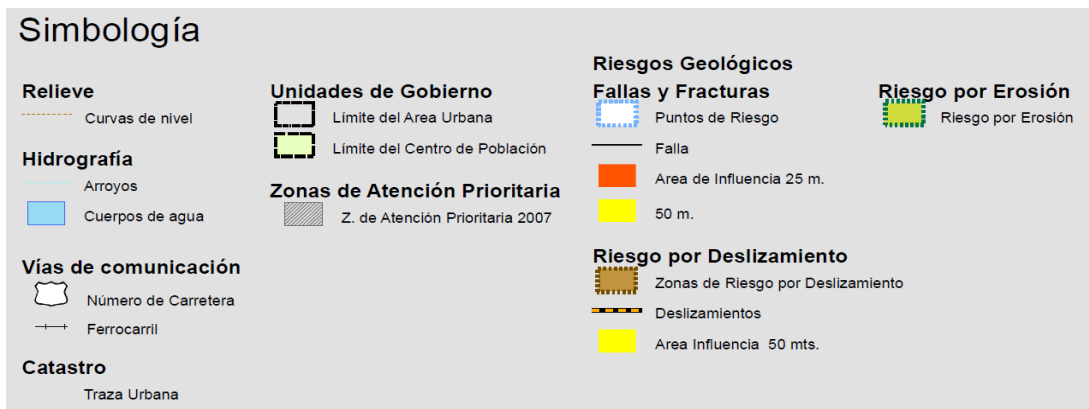 Simbología
Relieve
Curvas de nivel
Hidrografía
Arroyos
Cuerpos de agua
Vías de comunicación
Número de Carretera
Ferrocarril
Catastro
Traza Urbana
Unidades de Gobierno
Límite del Area Urbana
Límite del Centro de Población
Zonas de Atención Prioritaria
Z. de Atención Prioritaria 2007
Riesgos Geológicos
Fallas y Fracturas
Puntos de Riesgo
Falla
Area de Influencia 25 m.
50 m.
Riesgo por Deslizamiento
Zonas de Riesgo por Deslizamiento
Deslizamientos
Area Influencia 50 mts.
Riesgo por Erosión
Riesgo por Erosión